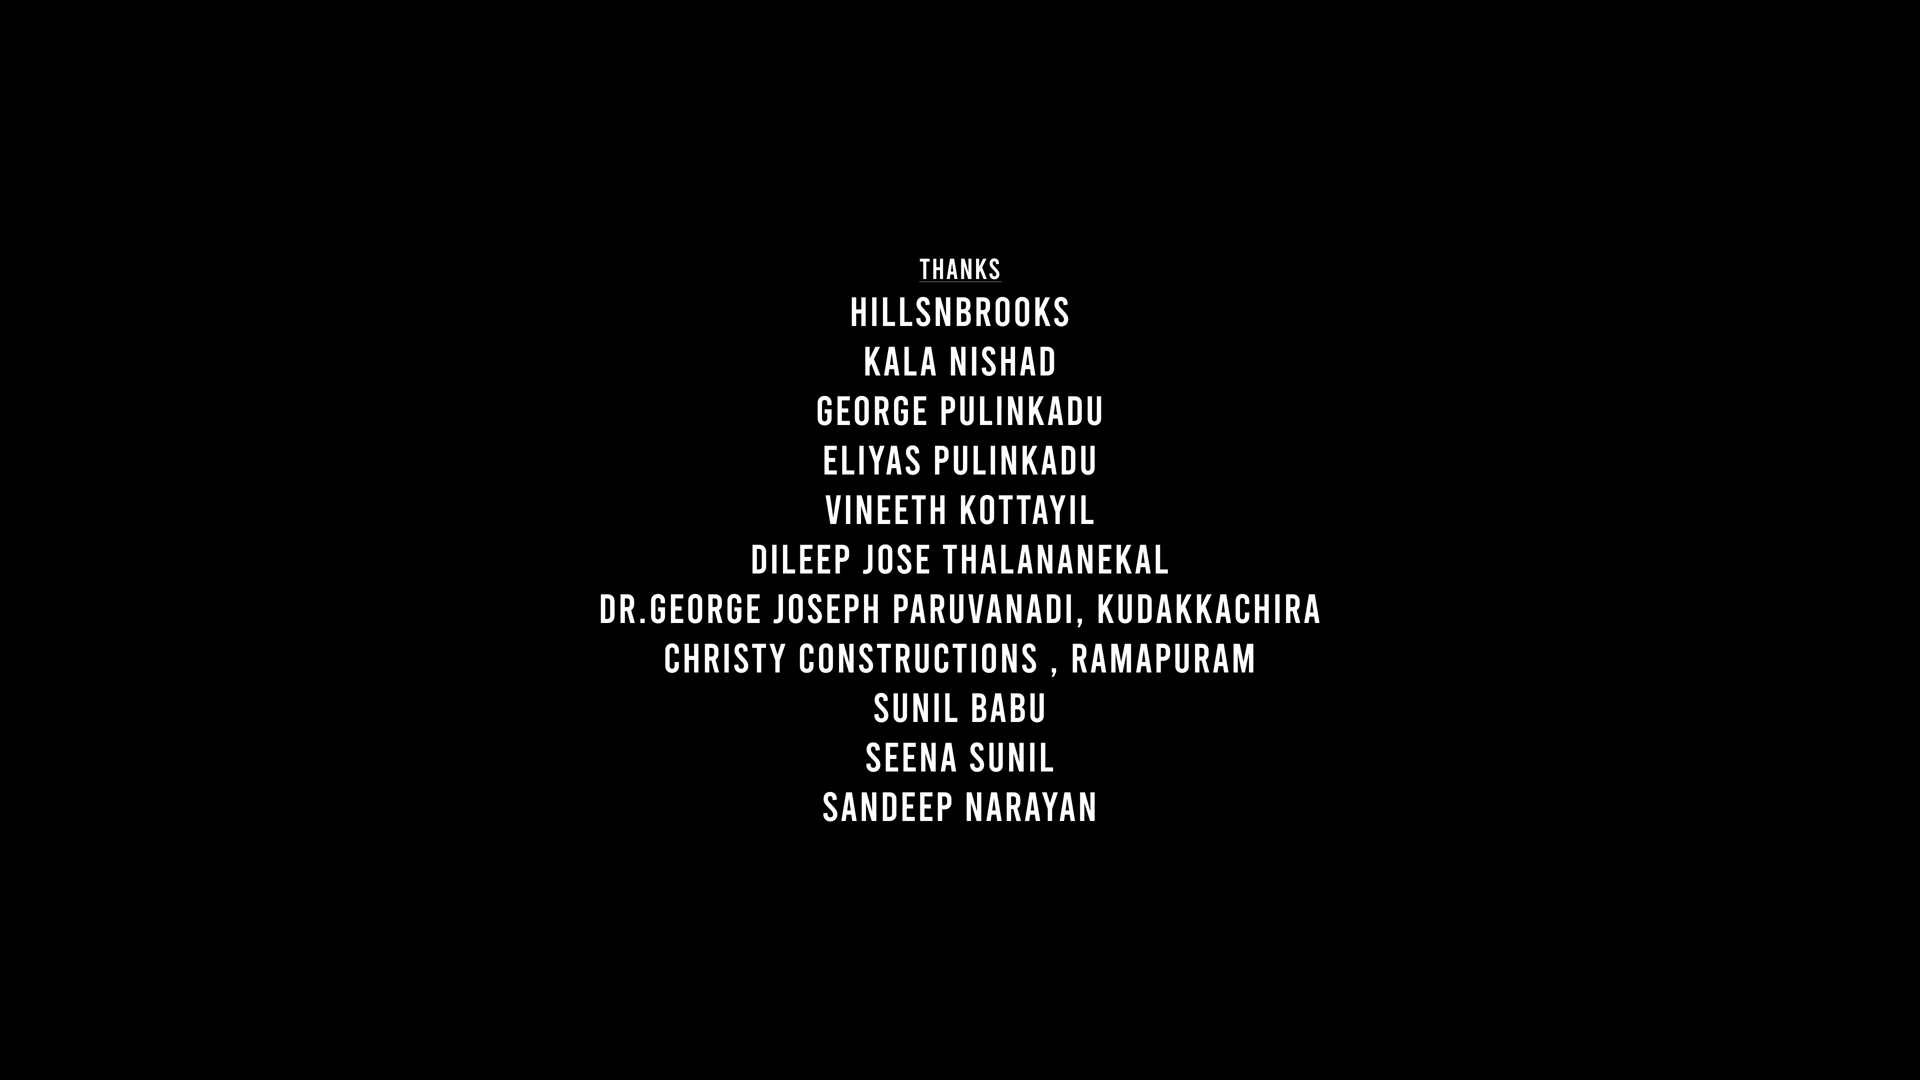 THANKS
HILLSNBROOKS
KALA NISHAD
GEORGE PULINKADU
ELIYAS PULINKADU
VINEETH KOTTAYIL
DILEEP JOSE THALANANEKAL
DR.GEORGE JOSEPH PARUVANADI, KUDAKKACHIRA
CHRISTY CONSTRUCTIONS , RAMAPURAM
SUNIL BABU
SEENA SUNIL
SANDEEP NARAYAN